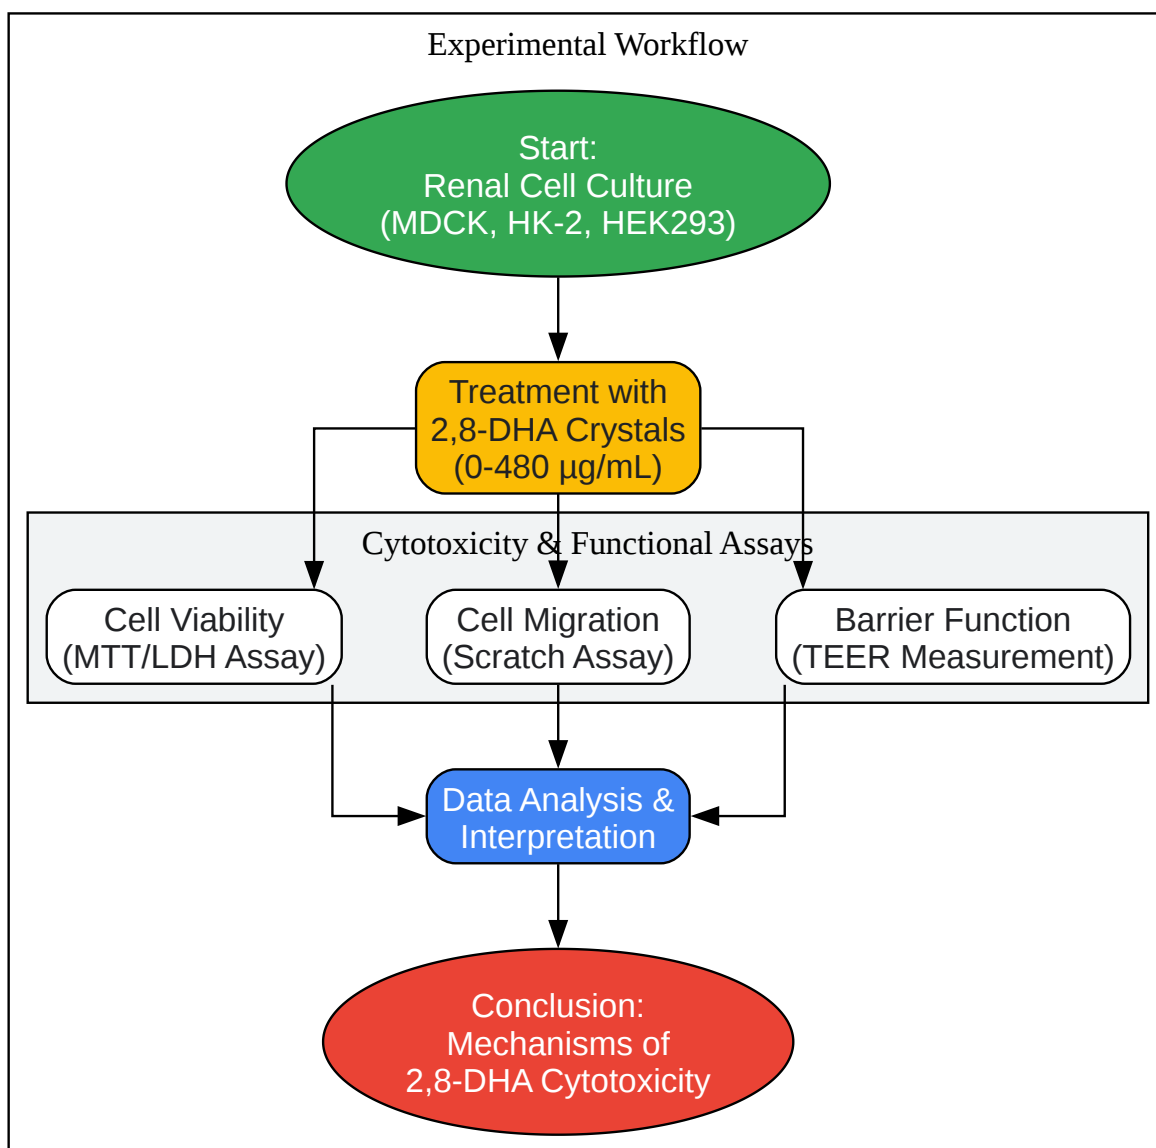 Experimental Workflow
Start:
Renal Cell Culture
(MDCK, HK-2, HEK293)
Treatment with
2,8-DHA Crystals
(0-480 µg/mL)
Cytotoxicity & Functional Assays
Cell Viability
(MTT/LDH Assay)
Cell Migration
(Scratch Assay)
Barrier Function
(TEER Measurement)
Data Analysis &
Interpretation
Conclusion:
Mechanisms of
2,8-DHA Cytotoxicity